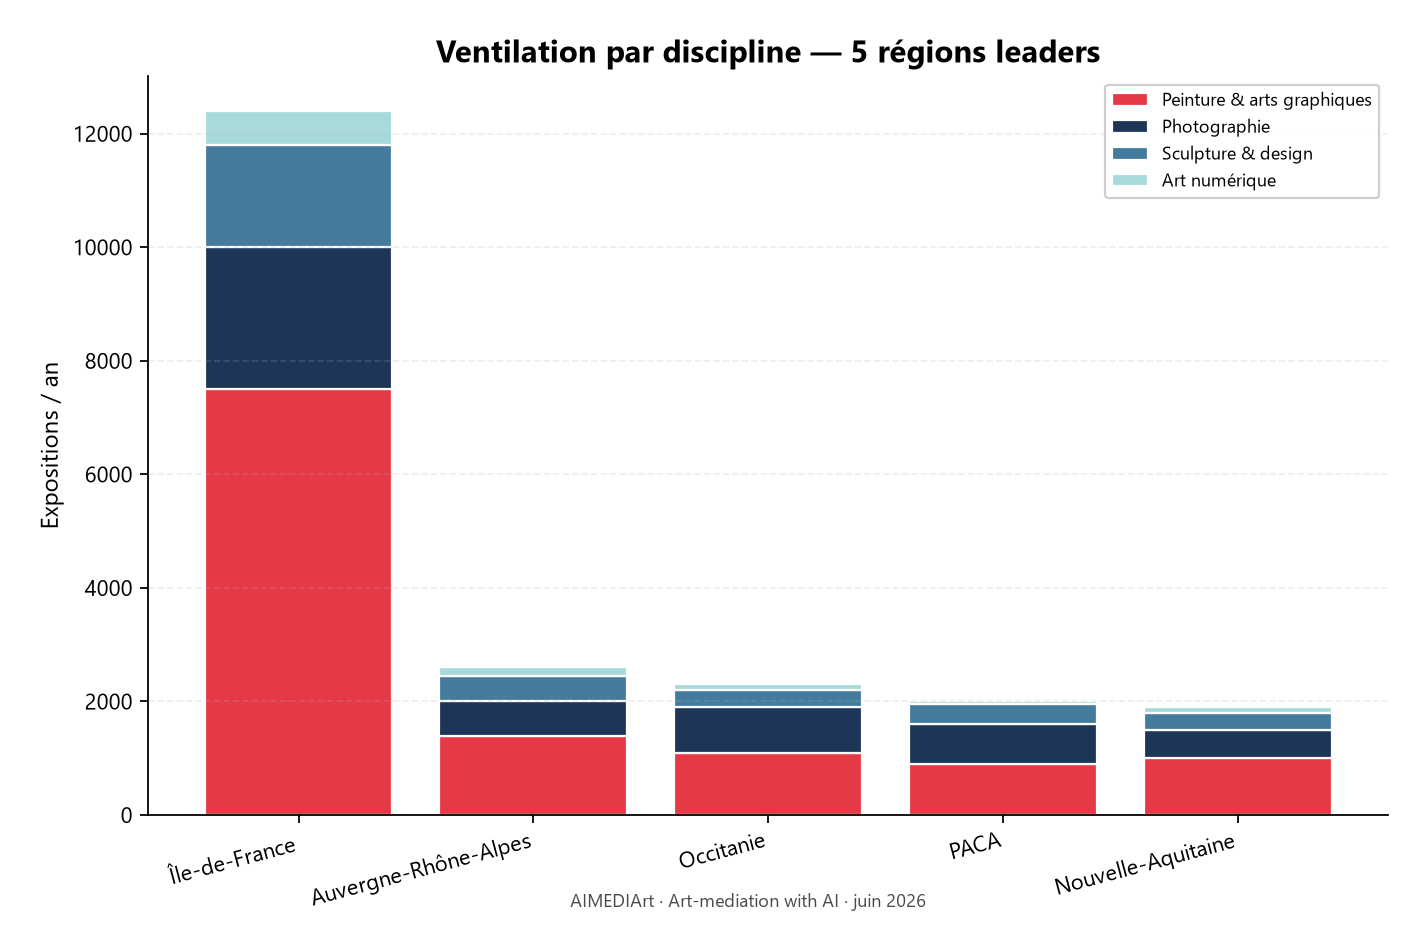 Ventilation par discipline — 5 régions leaders
Peinture & arts graphiques
Photographie
Sculpture & design
Art numérique
Expositions / an
12000
10000
8000
6000
4000
2000
0
Île-de-France
Auvergne-Rhône-Alpes
Occitanie
PACA
Nouvelle-Aquitaine
AIMEDIArt · Art-mediation with AI · juin 2026